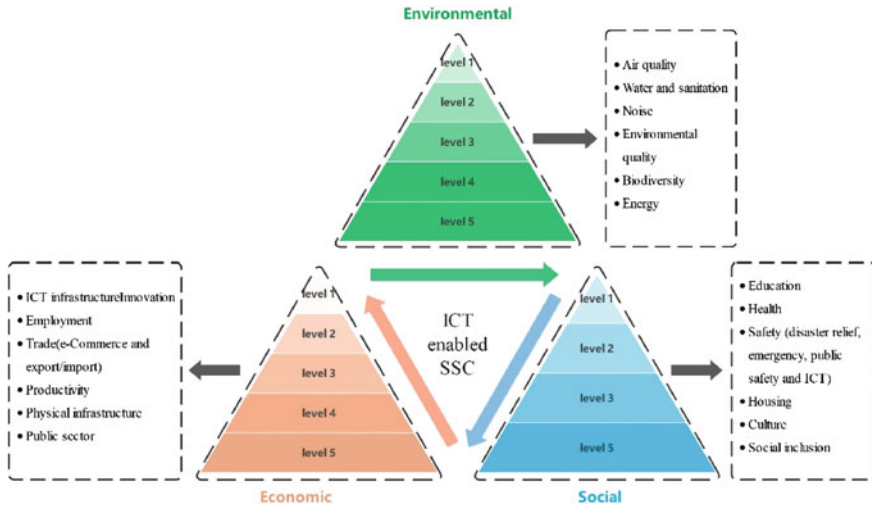 Environmental
level 1
level 2
level 3
level 4
level 5
• Air quality
• Water and sanitation
• Noise
• Environmental
quality
• Biodiversity
• Energy
• ICT infrastructureInnovation
• Employment
• Trade(e-Commerce and
export/import)
• Productivity
• Physical infrastructure
• Public sector
level 1
level 2
level 3
level 4
level 5
Economic
ICT
enabled
SSC
level 1
level 2
level 3
level 5
Social
• Education
• Health
• Safety (disaster relief,
emergency, public
safety and ICT)
• Housing
• Culture
• Social inclusion